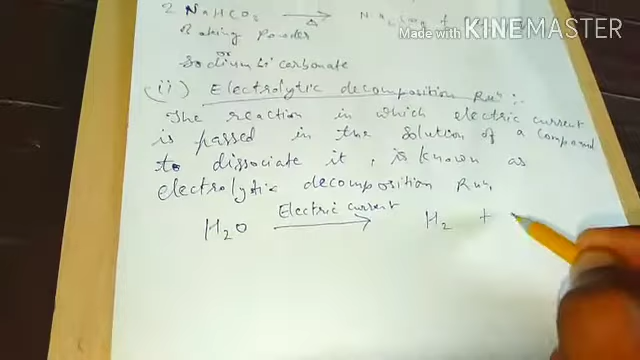 Made with KINEMASTER
2 NaHCO3 → Na2CO3 +
Δ
Baking Powder
or
Sodium bi carbonate
(ii) Electrolytic decomposition Rxn :-
The reaction in which electric current
is passed in the solution of a compound
to dissociate it, is known as
electrolytic decomposition Rxn.
H2O Electric current → H2 +